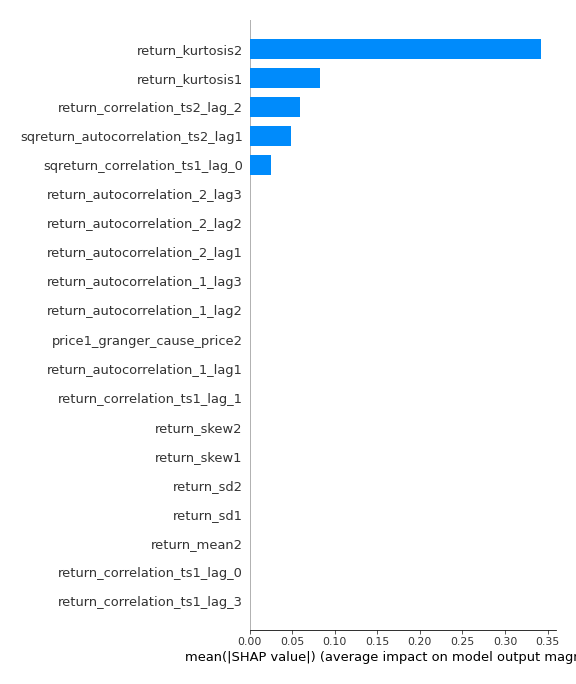 return_kurtosis2
return_kurtosis1
return_correlation_ts2_lag_2
sqreturn_autocorrelation_ts2_lag1
sqreturn_correlation_ts1_lag_0
return_autocorrelation_2_lag3
return_autocorrelation_2_lag2
return_autocorrelation_2_lag1
return_autocorrelation_1_lag3
return_autocorrelation_1_lag2
price1_granger_cause_price2
return_autocorrelation_1_lag1
return_correlation_ts1_lag_1
return_skew2
return_skew1
return_sd2
return_sd1
return_mean2
return_correlation_ts1_lag_0
return_correlation_ts1_lag_3
0.00 0.05 0.10 0.15 0.20 0.25 0.30 0.35
mean(|SHAP value|) (average impact on model output magn